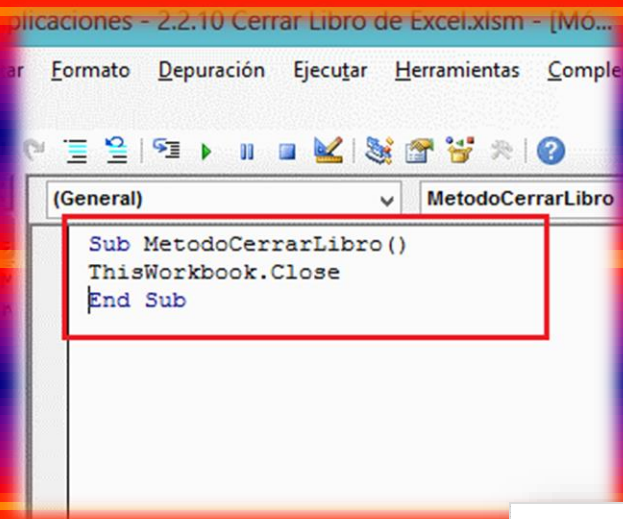 plicaciones - 2.2.10 Cerrar Libro de Excel.xlsm - [Mó...
ar Formato Depuración Ejecutar Herramientas Comple
(General) MetodoCerrarLibro
Sub MetodoCerrarLibro()
ThisWorkbook.Close
End Sub